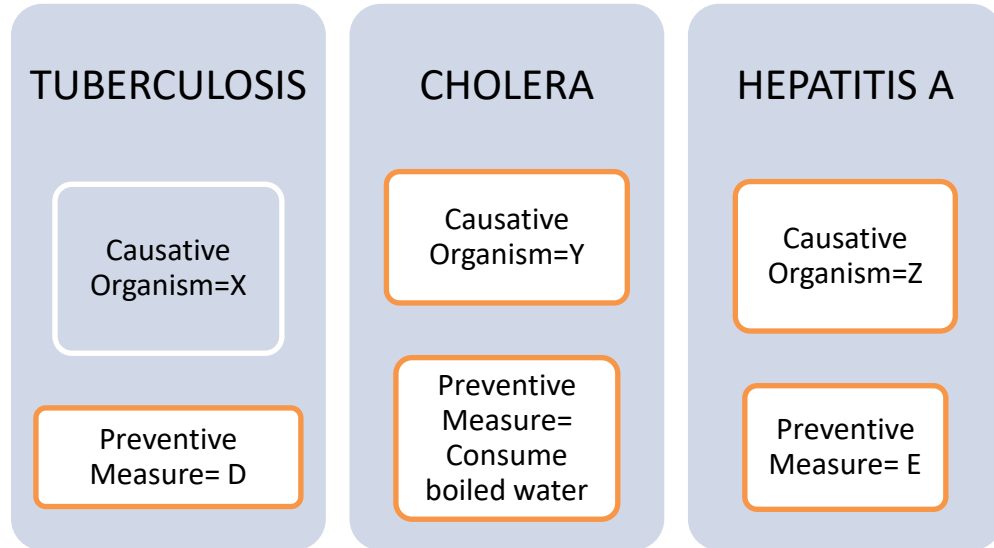 TUBERCULOSIS
Causative
Organism=X
Preventive
Measure= D
CHOLERA
Causative
Organism=Y
Preventive
Measure=
Consume
boiled water
HEPATITIS A
Causative
Organism=Z
Preventive
Measure= E